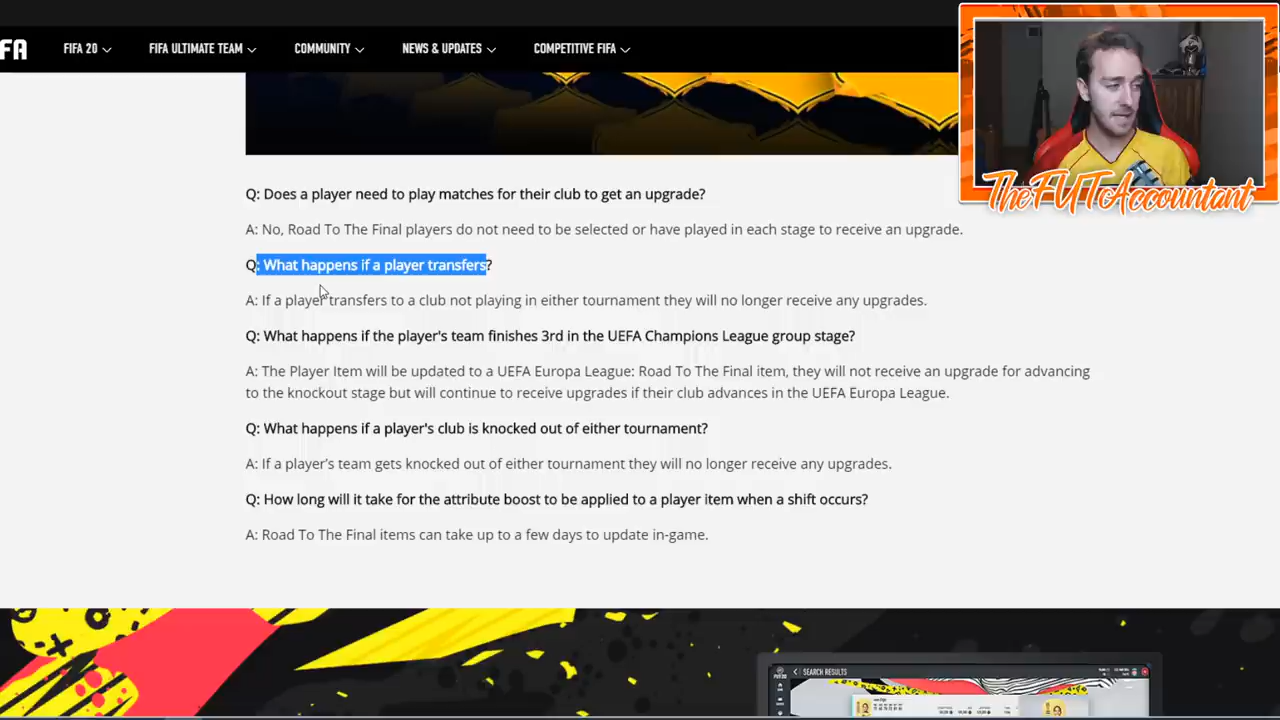 FA
FIFA 20
FIFA ULTIMATE TEAM
COMMUNITY
NEWS & UPDATES
COMPETITIVE FIFA
TheFUTAccountant
Q: Does a player need to play matches for their club to get an upgrade?
A: No, Road To The Final players do not need to be selected or have played in each stage to receive an upgrade.
Q: What happens if a player transfers?
A: If a player transfers to a club not playing in either tournament they will no longer receive any upgrades.
Q: What happens if the player's team finishes 3rd in the UEFA Champions League group stage?
A: The Player Item will be updated to a UEFA Europa League: Road To The Final item, they will not receive an upgrade for advancing
to the knockout stage but will continue to receive upgrades if their club advances in the UEFA Europa League.
Q: What happens if a player's club is knocked out of either tournament?
A: If a player's team gets knocked out of either tournament they will no longer receive any upgrades.
Q: How long will it take for the attribute boost to be applied to a player item when a shift occurs?
A: Road To The Final items can take up to a few days to update in-game.
SEARCH RESULTS